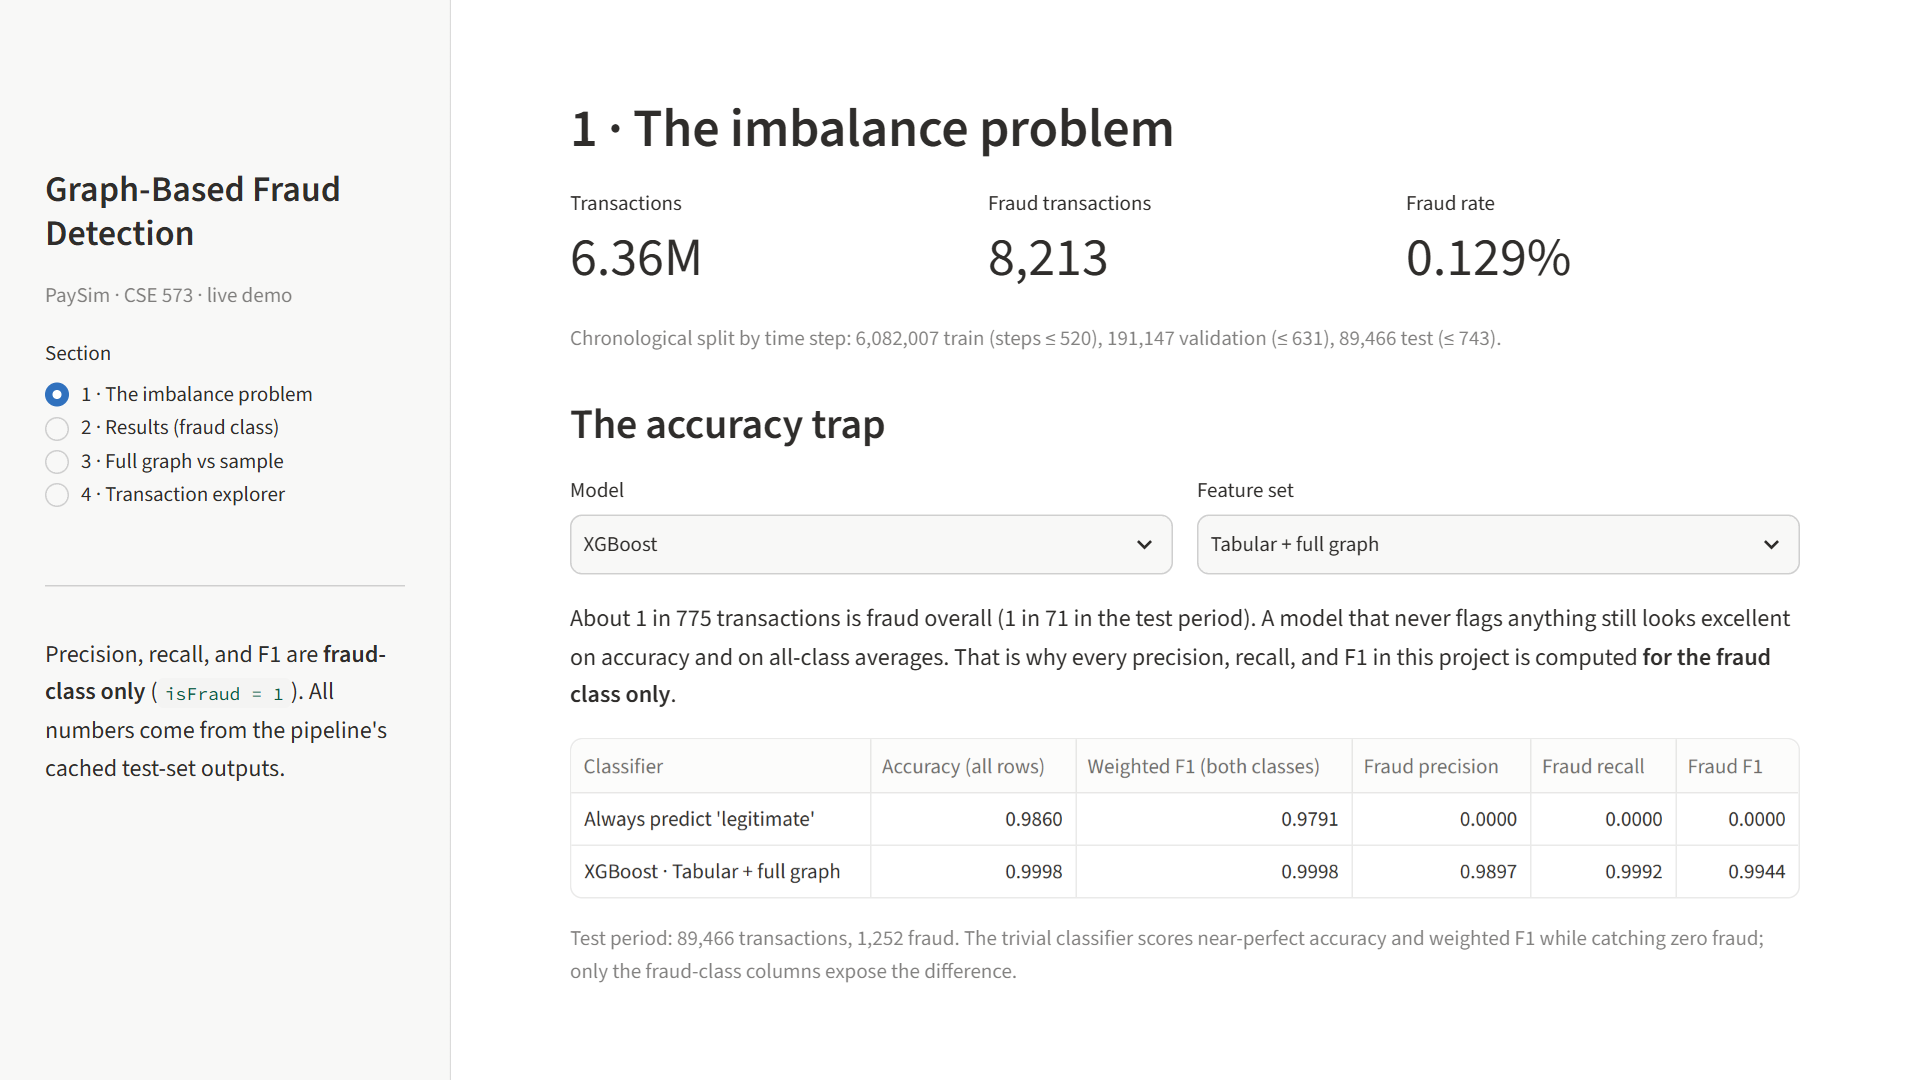 Graph-Based Fraud
Detection
PaySim · CSE 573 · live demo
Section
1 · The imbalance problem
2 · Results (fraud class)
3 · Full graph vs sample
4 · Transaction explorer
Precision, recall, and F1 are fraud-
class only ( isFraud = 1 ). All
numbers come from the pipeline's
cached test-set outputs.
1 · The imbalance problem
Transactions
6.36M
Fraud transactions
8,213
Fraud rate
0.129%
Chronological split by time step: 6,082,007 train (steps ≤ 520), 191,147 validation (≤ 631), 89,466 test (≤ 743).
The accuracy trap
Model
XGBoost
Feature set
Tabular + full graph
About 1 in 775 transactions is fraud overall (1 in 71 in the test period). A model that never flags anything still looks excellent
on accuracy and on all-class averages. That is why every precision, recall, and F1 in this project is computed for the fraud
class only.
Classifier Accuracy (all rows) Weighted F1 (both classes) Fraud precision Fraud recall Fraud F1
Always predict 'legitimate' 0.9860 0.9791 0.0000 0.0000 0.0000
XGBoost · Tabular + full graph 0.9998 0.9998 0.9897 0.9992 0.9944
Test period: 89,466 transactions, 1,252 fraud. The trivial classifier scores near-perfect accuracy and weighted F1 while catching zero fraud;
only the fraud-class columns expose the difference.